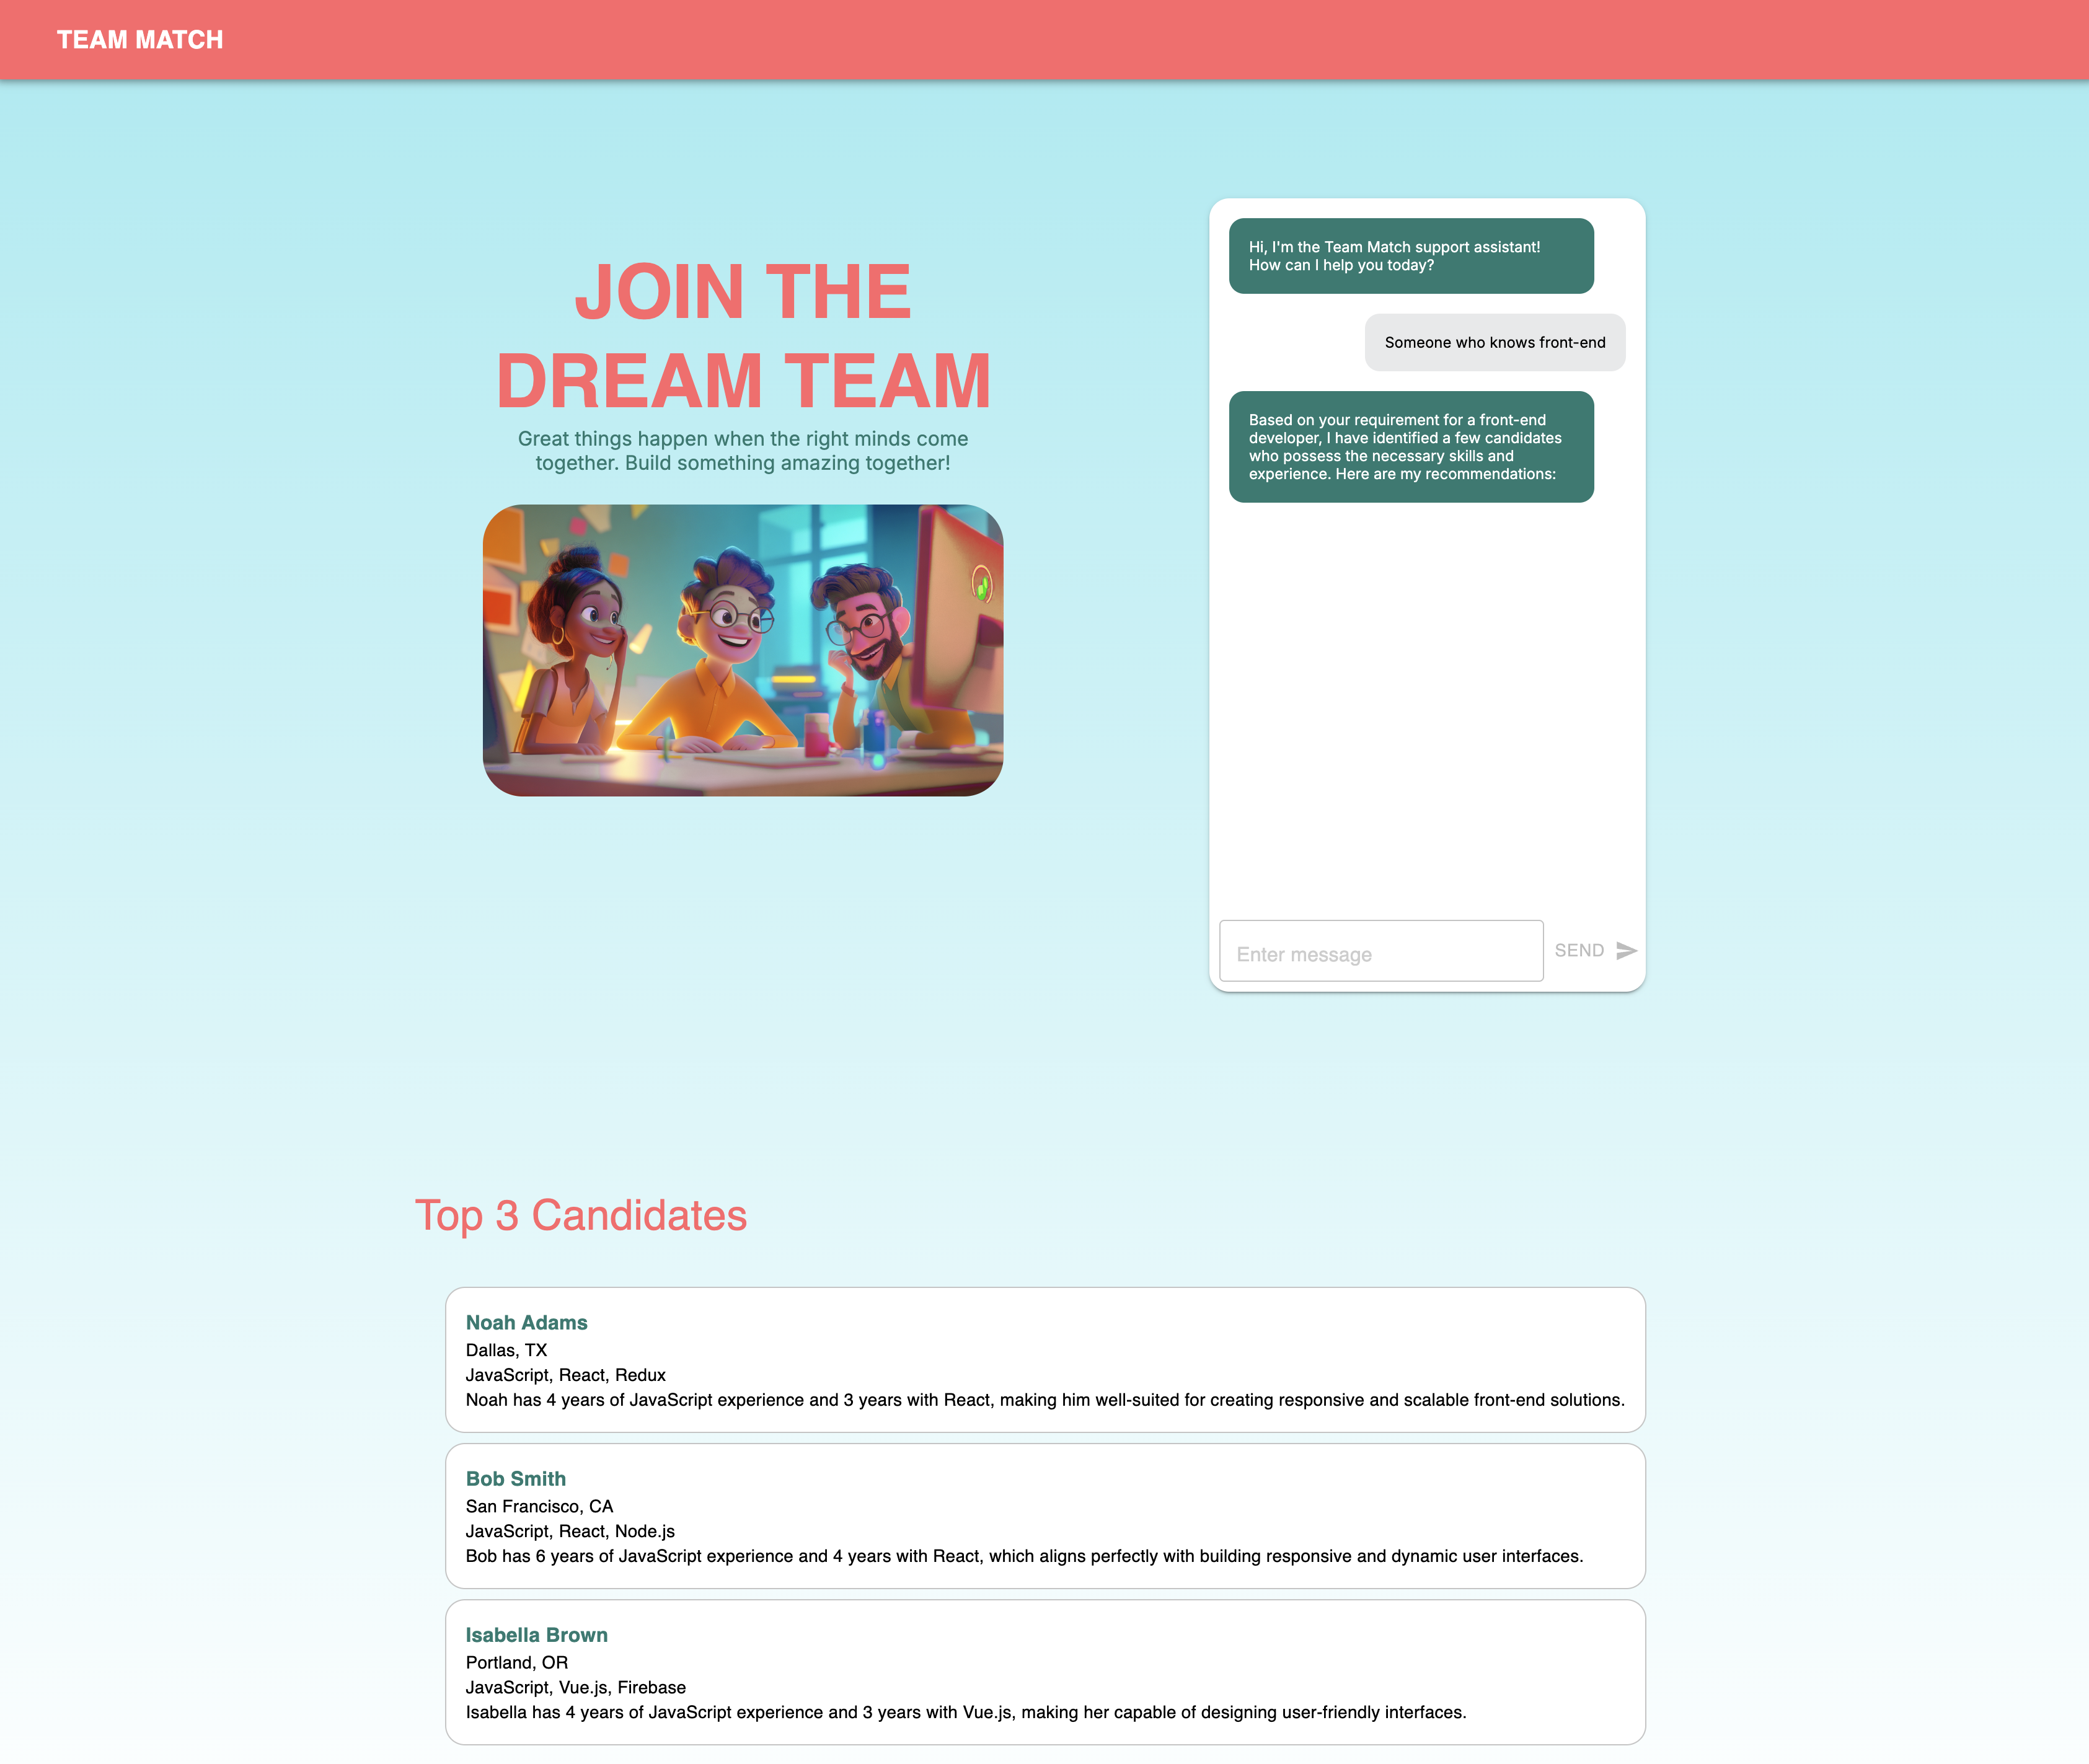 TEAM MATCH
JOIN THE
DREAM TEAM
Great things happen when the right minds come
together. Build something amazing together!
Hi, I'm the Team Match support assistant!
How can I help you today?
Someone who knows front-end
Based on your requirement for a front-end
developer, I have identified a few candidates
who possess the necessary skills and
experience. Here are my recommendations:
Enter message
SEND
Top 3 Candidates
Noah Adams
Dallas, TX
JavaScript, React, Redux
Noah has 4 years of JavaScript experience and 3 years with React, making him well-suited for creating responsive and scalable front-end solutions.
Bob Smith
San Francisco, CA
JavaScript, React, Node.js
Bob has 6 years of JavaScript experience and 4 years with React, which aligns perfectly with building responsive and dynamic user interfaces.
Isabella Brown
Portland, OR
JavaScript, Vue.js, Firebase
Isabella has 4 years of JavaScript experience and 3 years with Vue.js, making her capable of designing user-friendly interfaces.